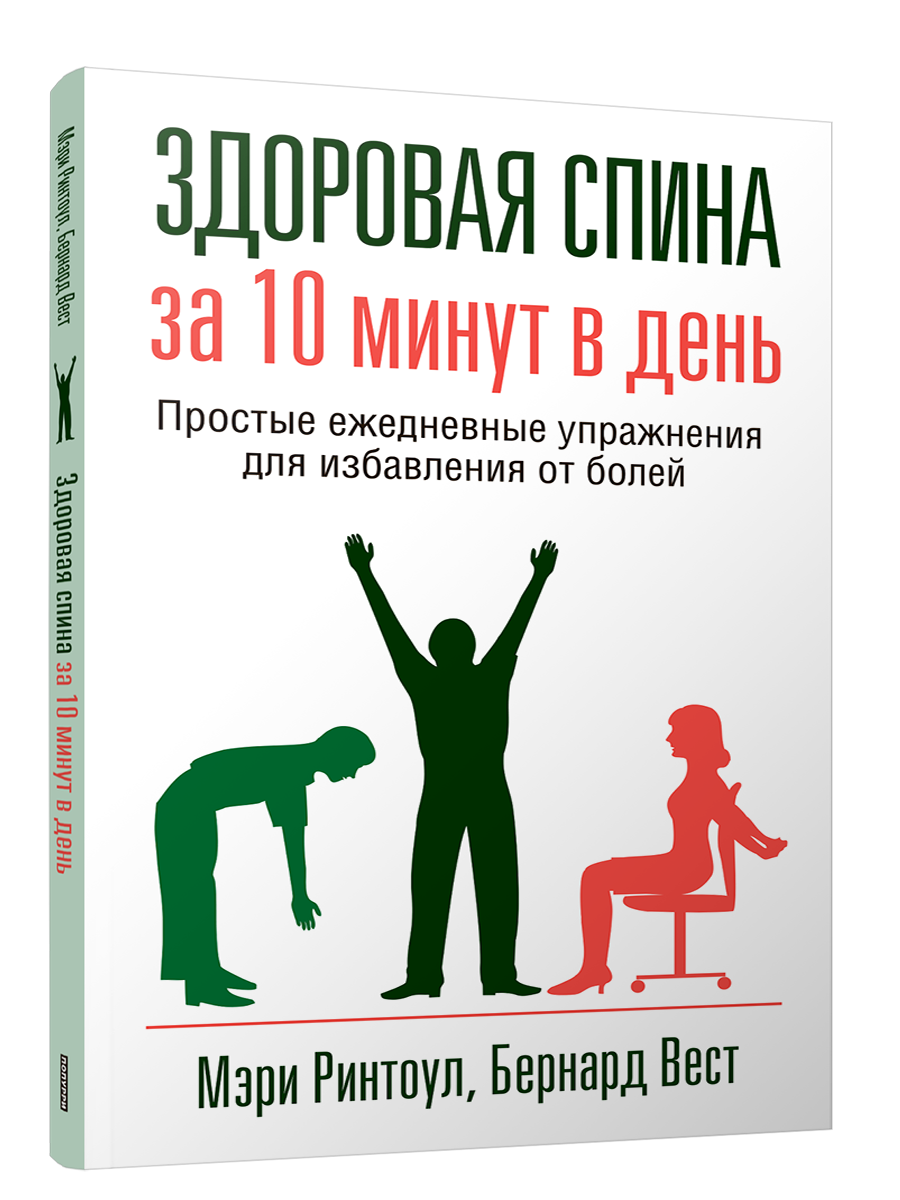 ЗДОРОВАЯ СПИНА
за 10 минут в день
Простые ежедневные упражнения
для избавления от болей
Мэри Ринтоул, Бернард Вест
Мэри Ринтоул, Бернард Вест
Здоровая спина за 10 минут в день
ПОПУРРИ